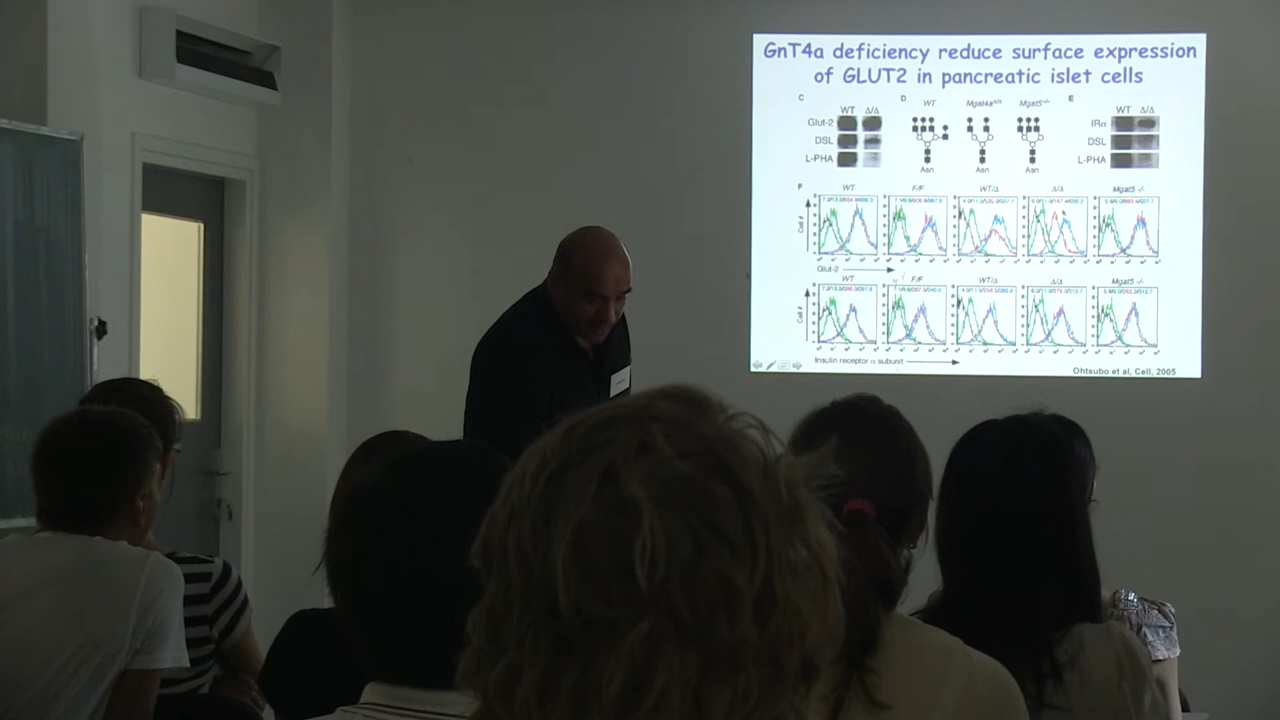 GnT4a deficiency reduce surface expression
of GLUT2 in pancreatic islet cells
C WT Δ/Δ
Glut-2
DSL
L-PHA
D WT Mgat4a Δ/Δ Mgat5 -/-
Asn Asn Asn
E WT Δ/Δ
IRα
DSL
L-PHA
F WT F/F WT/Δ Δ/Δ Mgat5 -/-
Cell #
Glut-2
WT F/F WT/Δ Δ/Δ Mgat5 -/-
Cell #
Insulin receptor α subunit
Ohtsubo et al, Cell, 2005